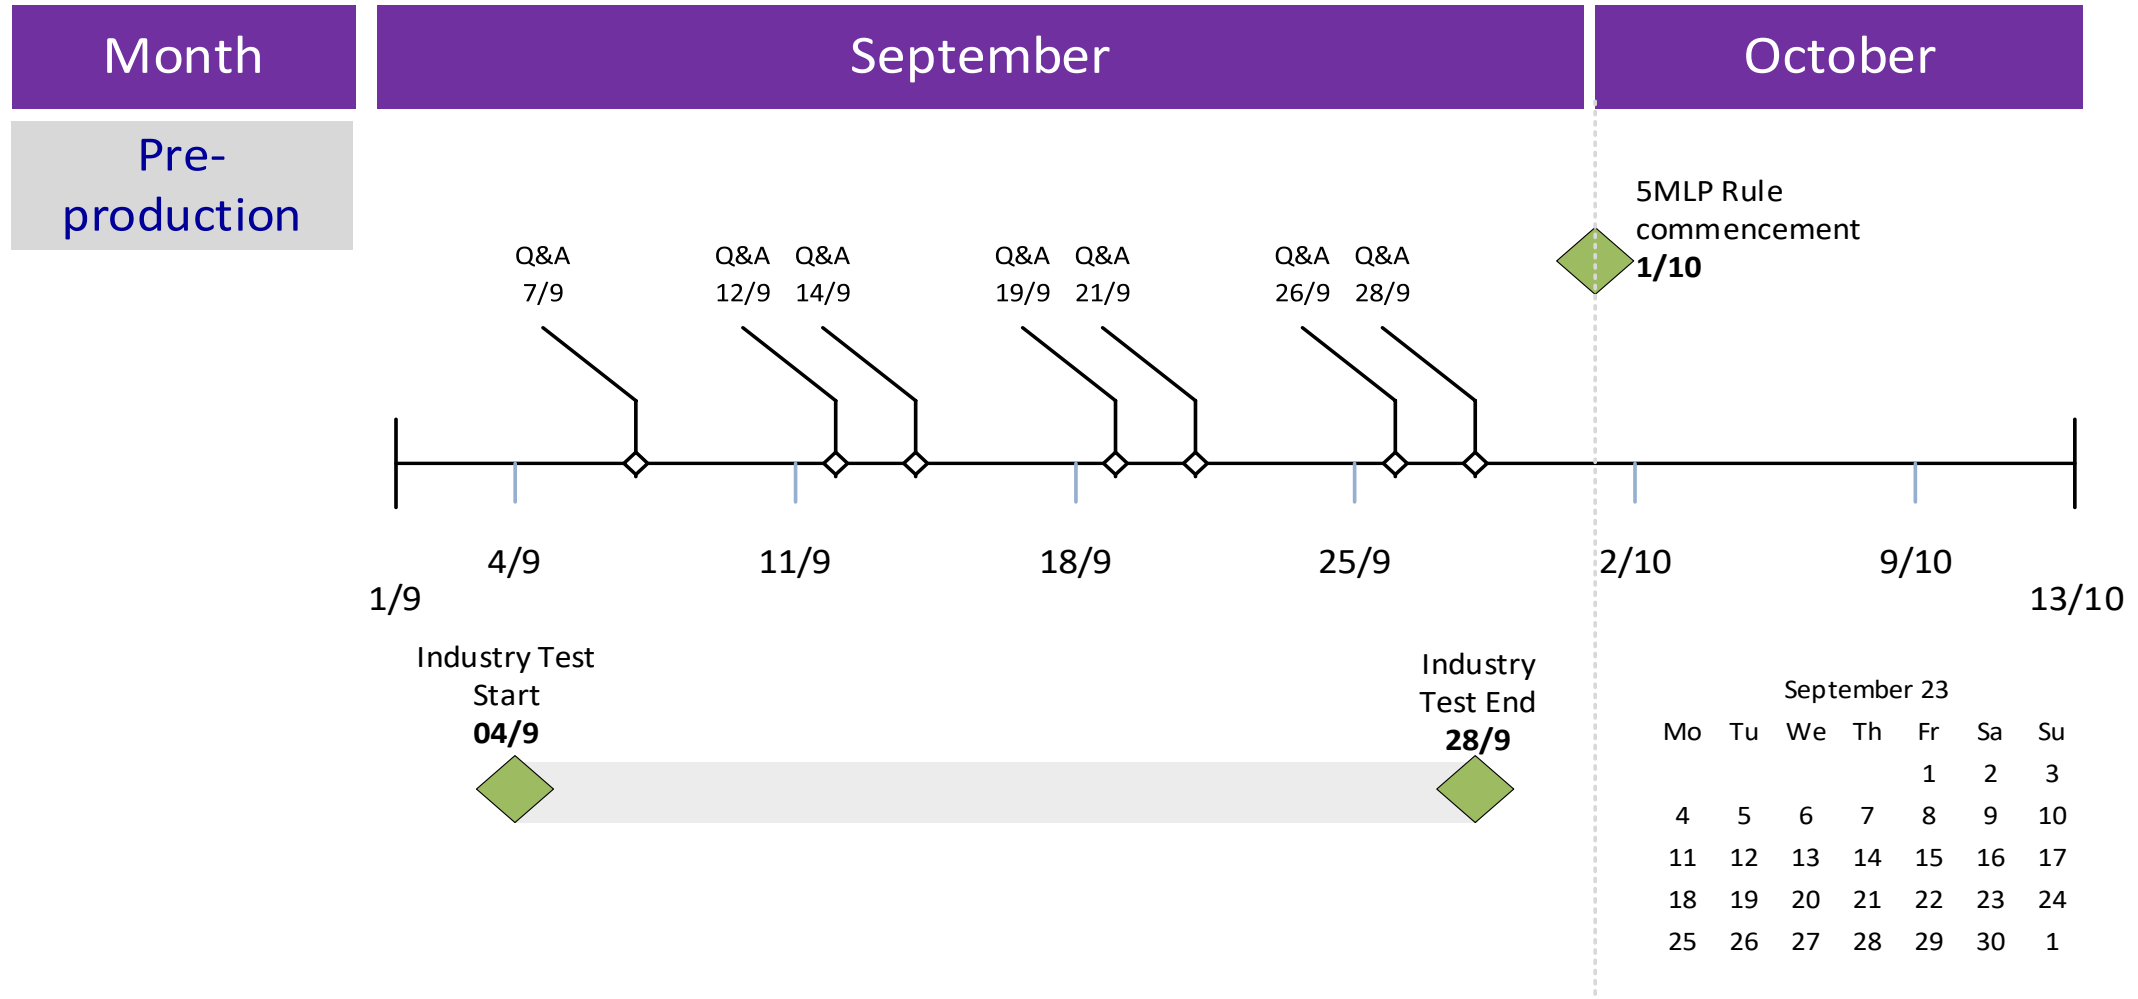 Month
September
October
Pre-
production
5MLP Rule
commencement
1/10
Q&A Q&A Q&A Q&A Q&A Q&A Q&A
7/9 12/9 14/9 19/9 21/9 26/9 28/9
4/9 11/9 18/9 25/9 2/10 9/10
1/9 13/10
Industry Test
Start
04/9
Industry
Test End
28/9
September 23
Mo Tu We Th Fr Sa Su
1 2 3
4 5 6 7 8 9 10
11 12 13 14 15 16 17
18 19 20 21 22 23 24
25 26 27 28 29 30 1